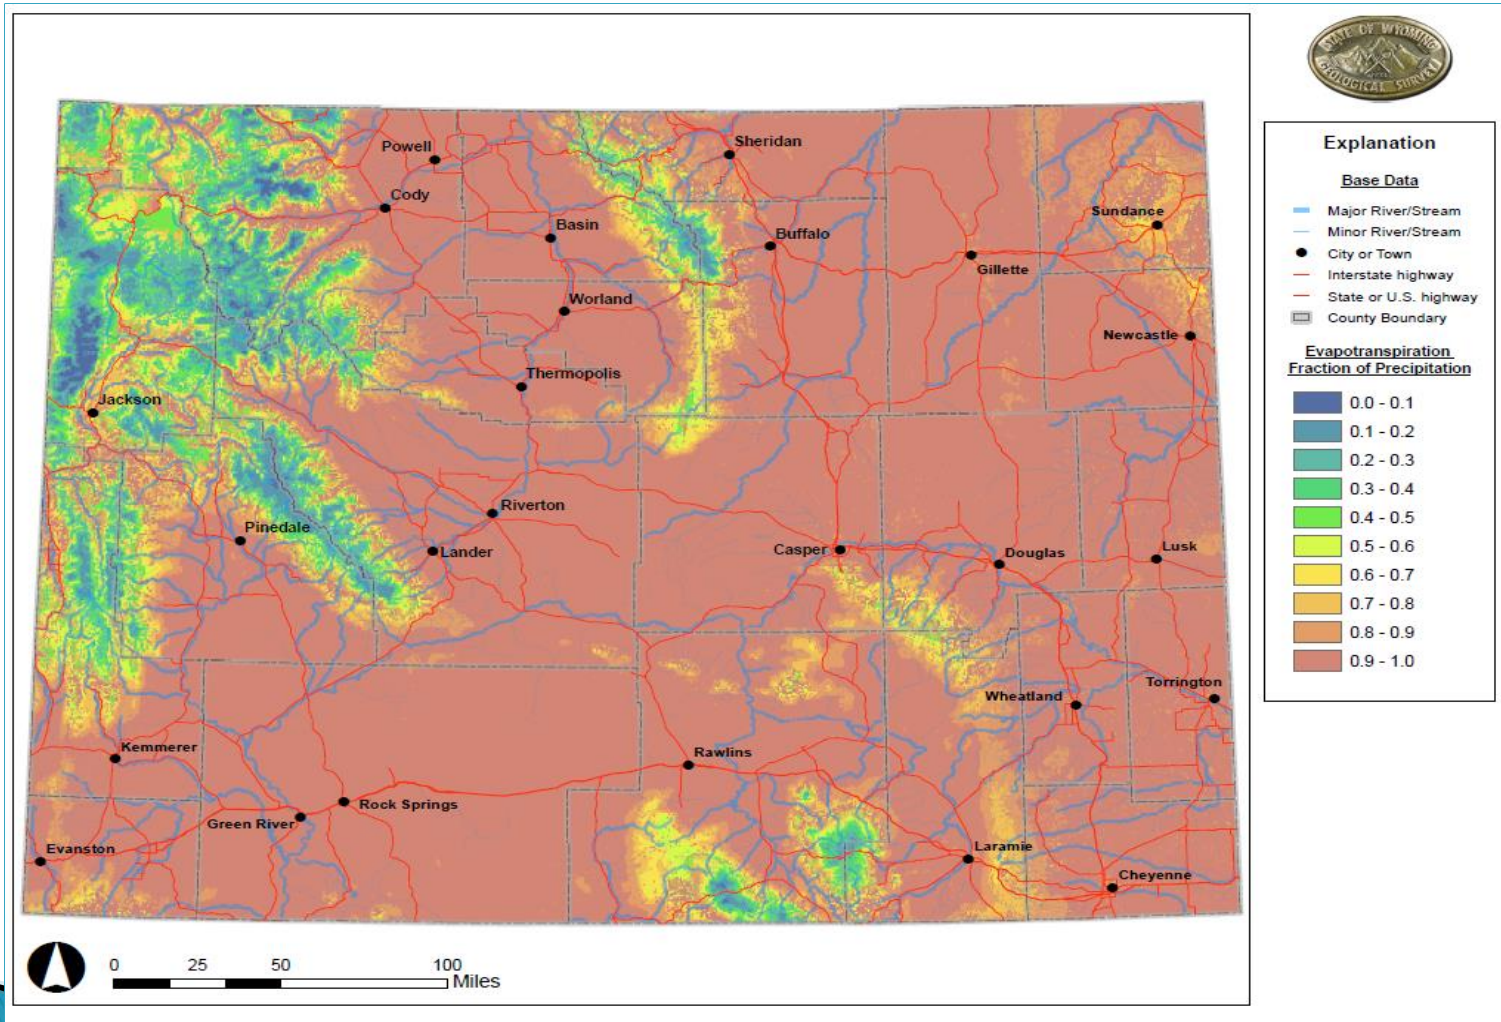 STATE OF WYOMING
GEOLOGICAL SURVEY
Explanation
Base Data
Major River/Stream
Minor River/Stream
City or Town
Interstate highway
State or U.S. highway
County Boundary
Evapotranspiration
Fraction of Precipitation
0.0 - 0.1
0.1 - 0.2
0.2 - 0.3
0.3 - 0.4
0.4 - 0.5
0.5 - 0.6
0.6 - 0.7
0.7 - 0.8
0.8 - 0.9
0.9 - 1.0
Powell
Sheridan
Cody
Basin
Sundance
Buffalo
Gillette
Worland
Newcastle
Thermopolis
Jackson
Riverton
Pinedale
Lander
Casper
Douglas
Lusk
Torrington
Wheatland
Kemmerer
Rawlins
Rock Springs
Green River
Evanston
Laramie
Cheyenne
0 25 50 100
Miles